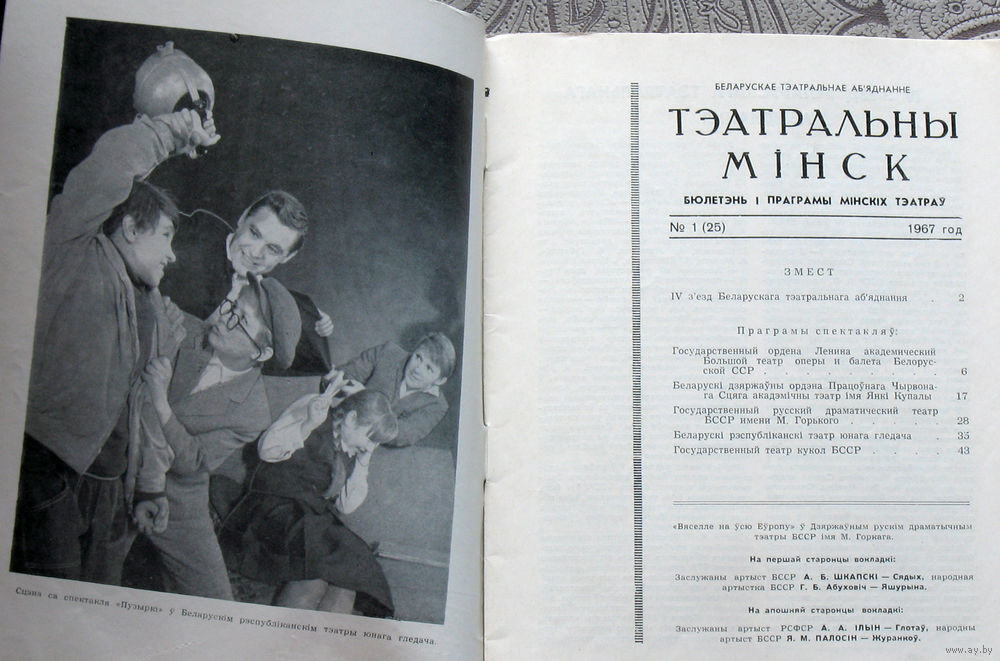 Сцэна са спектакля «Пузыркі» ў Беларускім рэспубліканскім тэатры юнага гледача.
БЕЛАРУСКАЕ ТЭАТРАЛЬНАЕ АБ'ЯДНАННЕ
ТЭАТРАЛЬНЫ
МІНСК
БЮЛЕТЭНЬ І ПРАГРАМЫ МІНСКІХ ТЭАТРАЎ
№ 1 (25) 1967 год
ЗМЕСТ
IV з'езд Беларускага тэатральнага аб'яднання . 2
Праграмы спектакляў:
Государственный ордена Ленина академический
Большой театр оперы и балета Белорус-
ской ССР . . . . . . . . 6
Беларускі дзяржаўны ордэна Працоўнага Чырвона-
га Сцяга акадэмічны тэатр імя Янкі Купалы 17
Государственный русский драматический театр
БССР имени М. Горького . . . . . 28
Беларускі рэспубліканскі тэатр юнага гледача . 35
Государственный театр кукол БССР . . . . 43
«Вяселле на ўсю Еўропу» ў Дзяржаўным рускім драматычным
тэатры БССР імя М. Горкага.
На першай старонцы вокладкі:
Заслужаны артыст БССР А. Б. ШКАПСКІ — Сядых, народная
артыстка БССР Г. Б. Абуховіч — Яшурына.
На апошняй старонцы вокладкі:
Заслужаны артыст РСФСР А. А. ІЛЬІН — Глотаў, народны
артыст БССР Я. М. ПАЛОСІН — Журанкоў.
www.ay.by